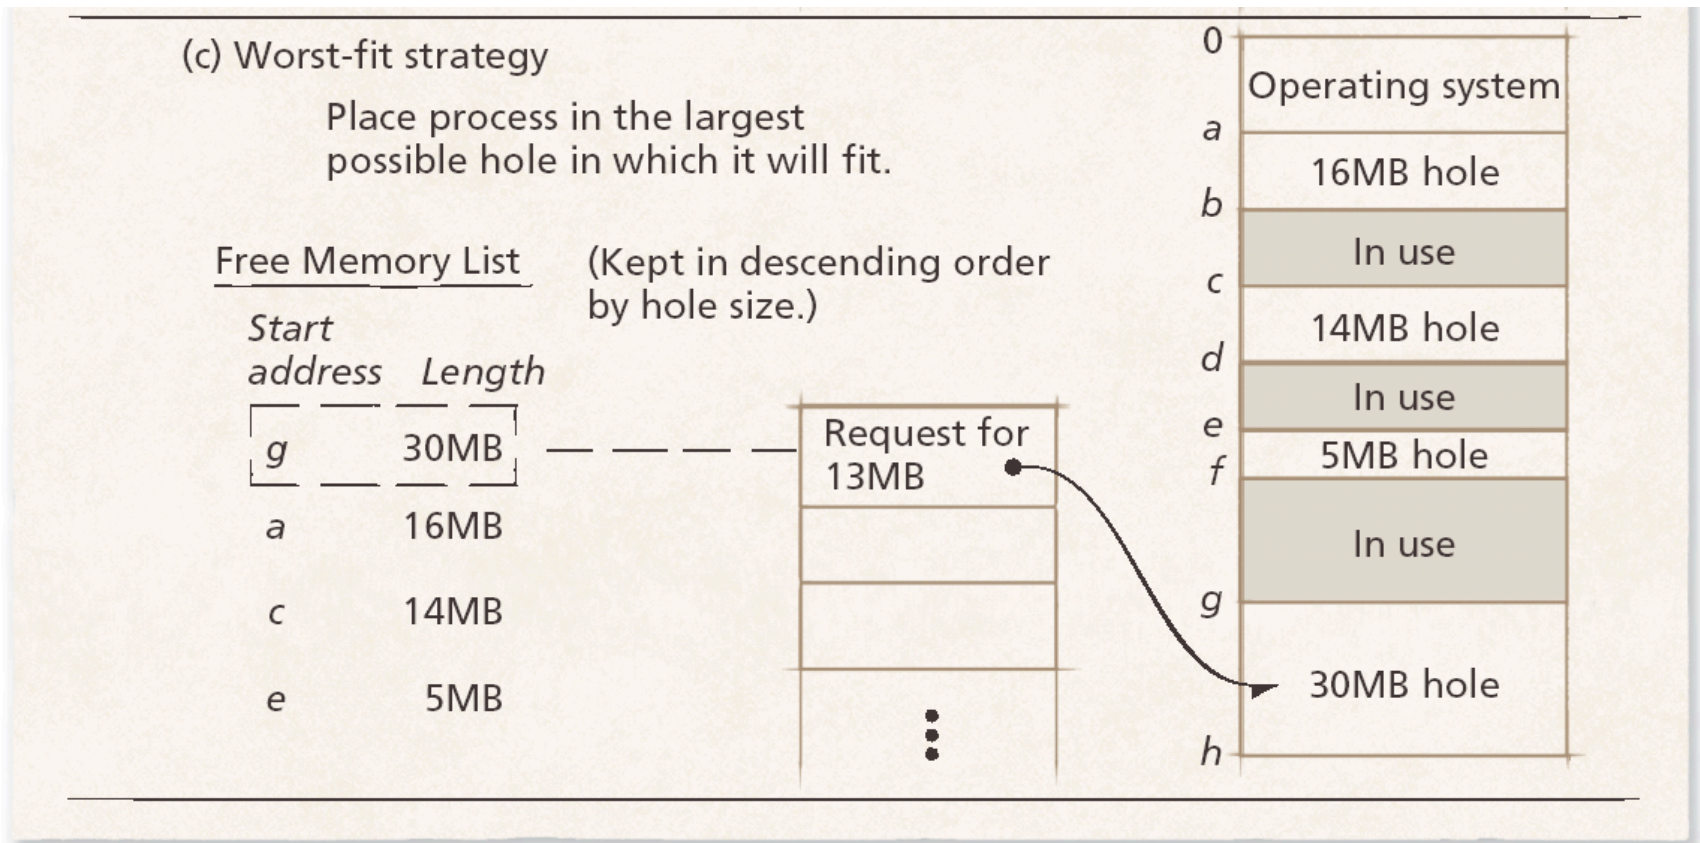 (c) Worst-fit strategy
Place process in the largest
possible hole in which it will fit.
Free Memory List
(Kept in descending order
by hole size.)
Start
address Length
g 30MB
a 16MB
c 14MB
e 5MB
Request for
13MB
0
Operating system
a
16MB hole
b
In use
c
14MB hole
d
In use
e
5MB hole
f
In use
g
30MB hole
h